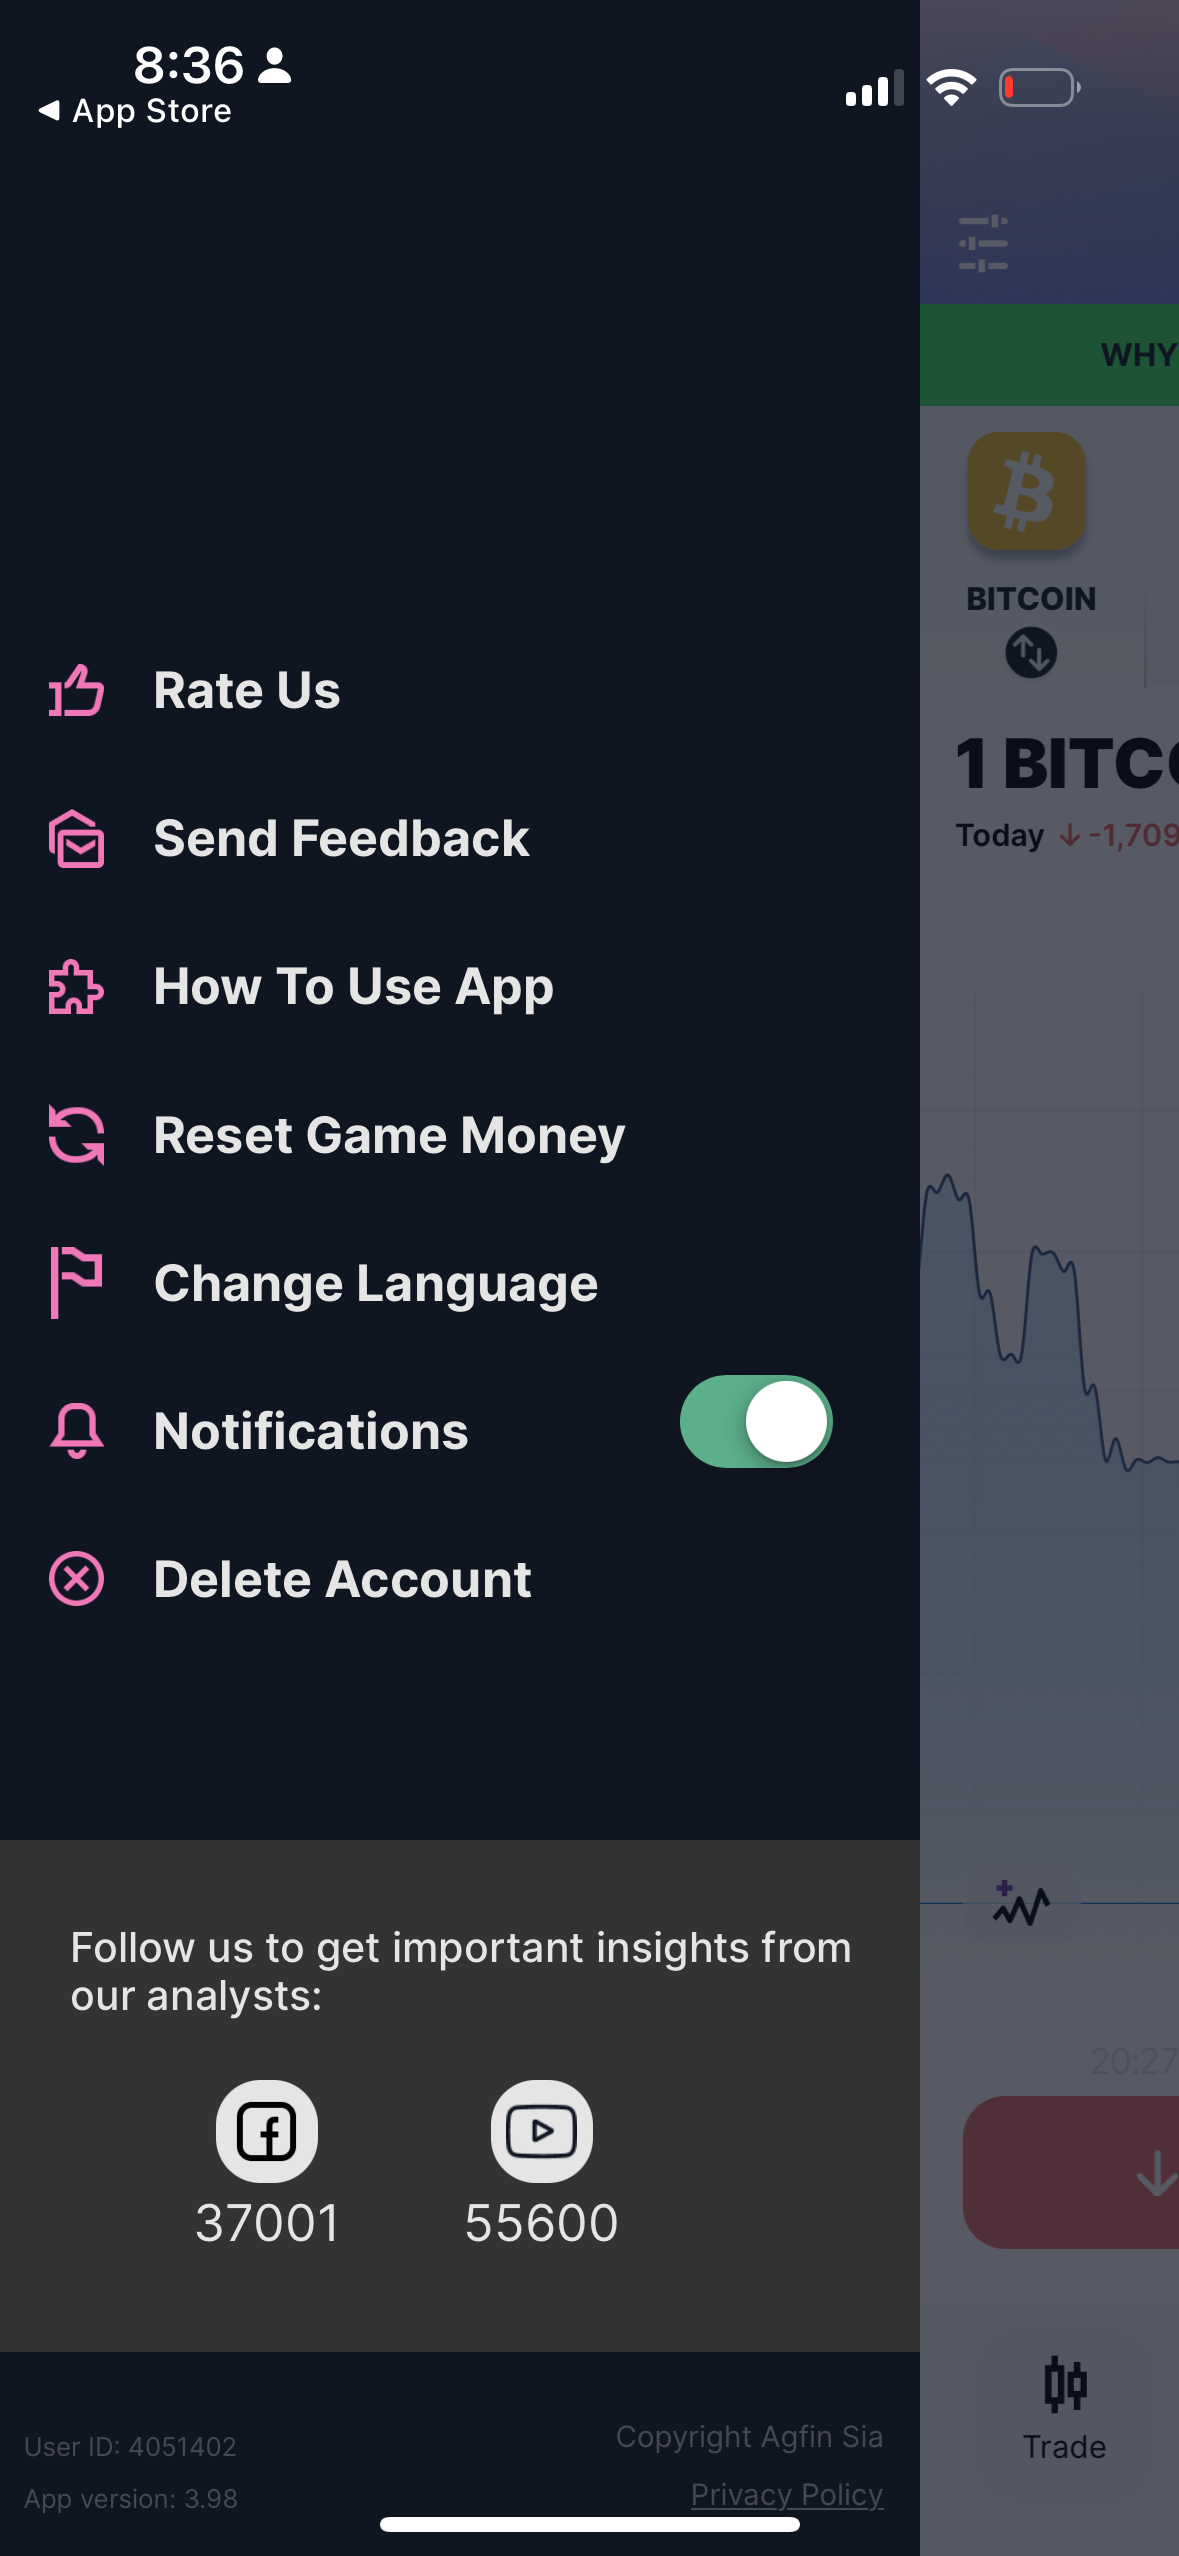 8:36
App Store
WHY
BITCOIN
1 BITC
Today ↓ -1,709
Rate Us
Send Feedback
How To Use App
Reset Game Money
Change Language
Notifications
Delete Account
Follow us to get important insights from
our analysts:
37001
55600
20:27
Trade
User ID: 4051402
App version: 3.98
Copyright Agfin Sia
Privacy Policy